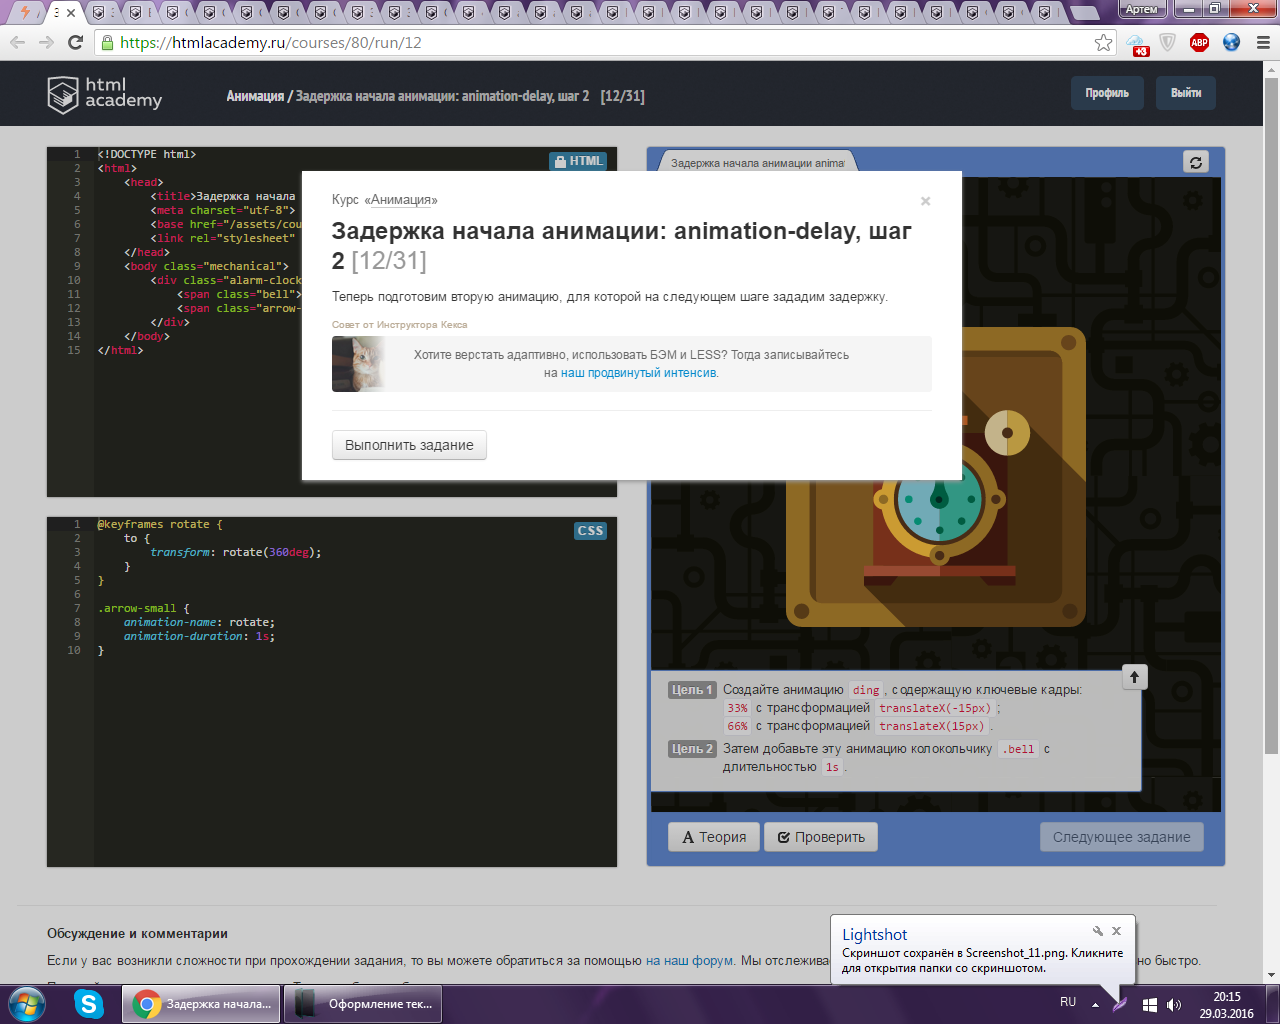 Артем
https://htmlacademy.ru/courses/80/run/12
+3
ABP
html
academy
Анимация / Задержка начала анимации: animation-delay, шаг 2 [12/31]
Профиль
Выйти
1 <!DOCTYPE html>
2 <html>
3 <head>
4 <title>Задержка начала
5 <meta charset="utf-8">
6 <base href="/assets/cou
7 <link rel="stylesheet"
8 </head>
9 <body class="mechanical">
10 <div class="alarm-clock
11 <span class="bell">
12 <span class="arrow-
13 </div>
14 </body>
15 </html>
HTML
Задержка начала анимации animat
Курс «Анимация»
×
Задержка начала анимации: animation-delay, шаг
2 [12/31]
Теперь подготовим вторую анимацию, для которой на следующем шаге зададим задержку.
Совет от Инструктора Кекса
Хотите верстать адаптивно, использовать БЭМ и LESS? Тогда записывайтесь
на наш продвинутый интенсив.
Выполнить задание
1 @keyframes rotate {
2 to {
3 transform: rotate(360deg);
4 }
5 }
6
7 .arrow-small {
8 animation-name: rotate;
9 animation-duration: 1s;
10 }
CSS
Цель 1 Создайте анимацию ding, содержащую ключевые кадры:
33% с трансформацией translateX(-15px);
66% с трансформацией translateX(15px).
Цель 2 Затем добавьте эту анимацию колокольчику .bell с
длительностью 1s.
Теория
Проверить
Следующее задание
Обсуждение и комментарии
Если у вас возникли сложности при прохождении задания, то вы можете обратиться за помощью на наш форум. Мы отслежива
но быстро.
Lightshot
Скриншот сохранён в Screenshot_11.png. Кликните
для открытия папки со скриншотом.
Задержка начала...
Оформление тек...
RU
20:15
29.03.2016